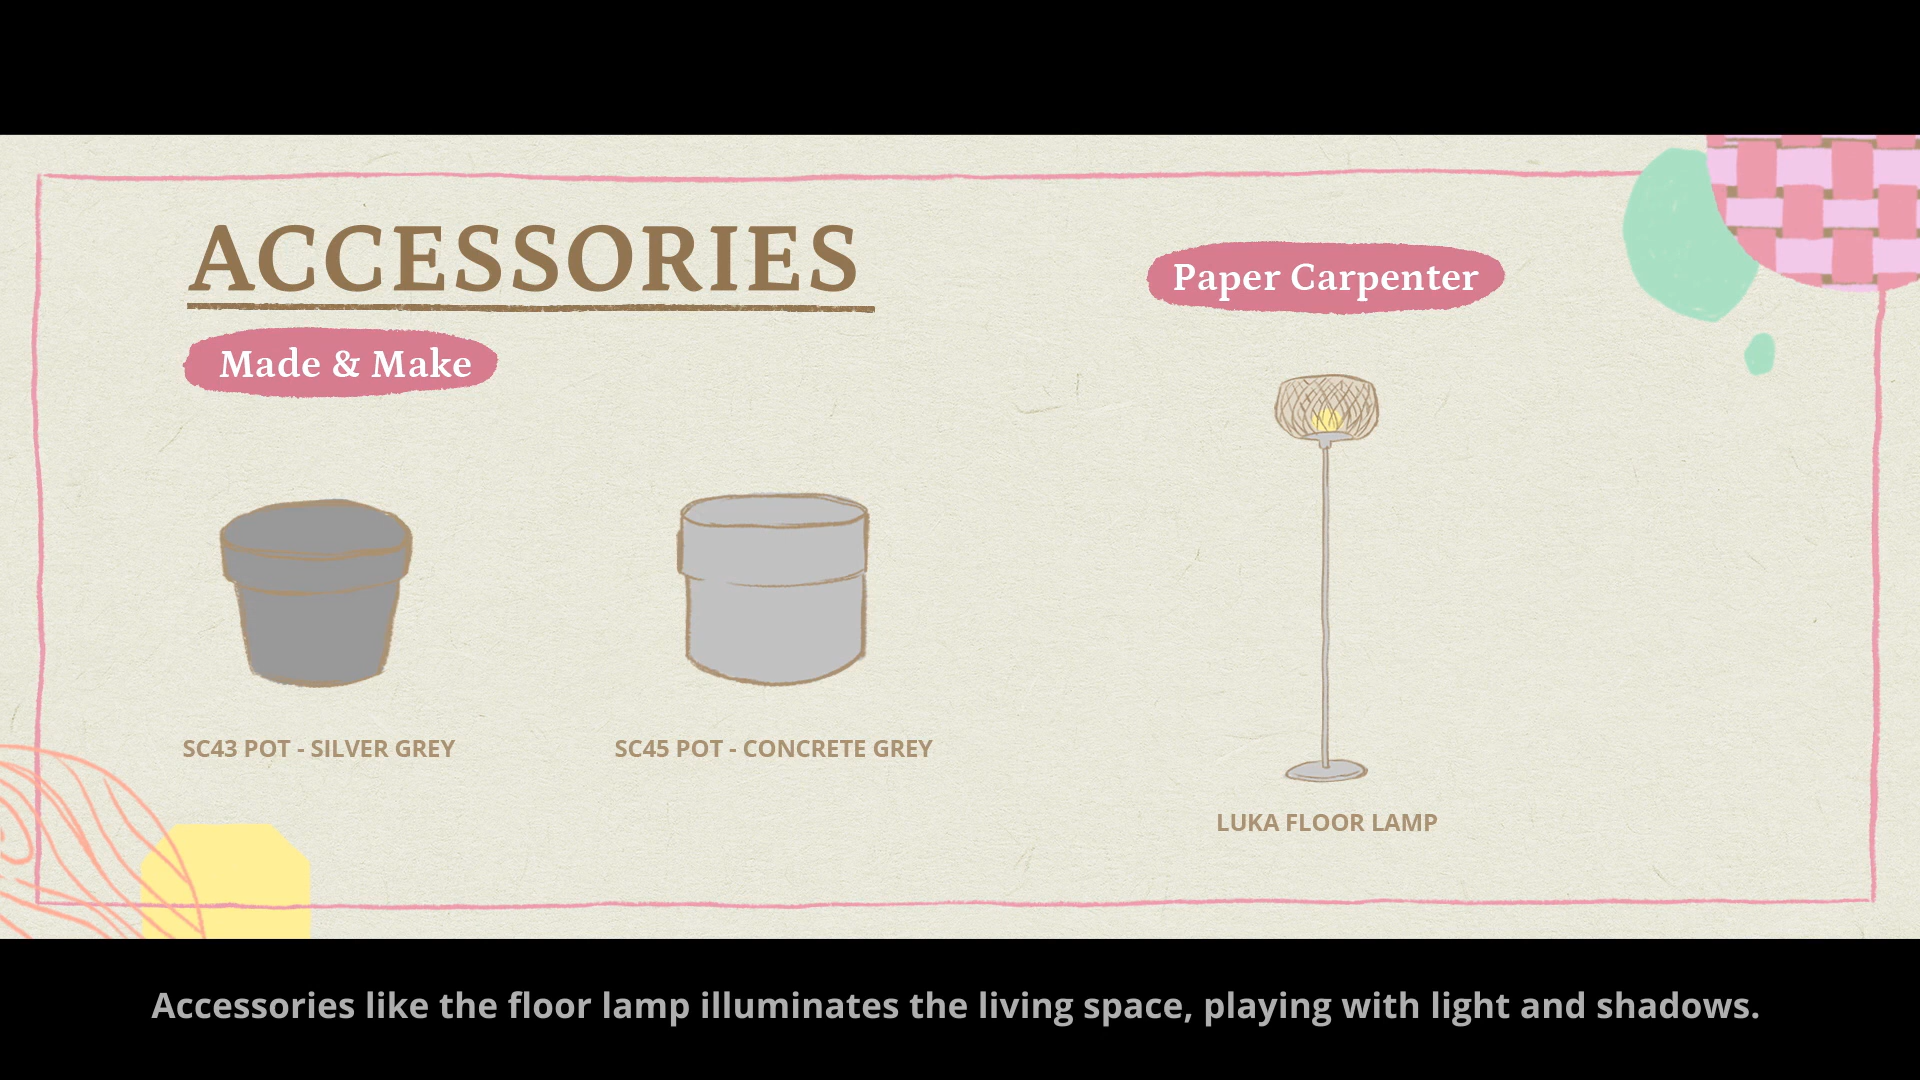 ACCESSORIES
Made & Make
SC43 POT - SILVER GREY
SC45 POT - CONCRETE GREY
Paper Carpenter
LUKA FLOOR LAMP
Accessories like the floor lamp illuminates the living space, playing with light and shadows.